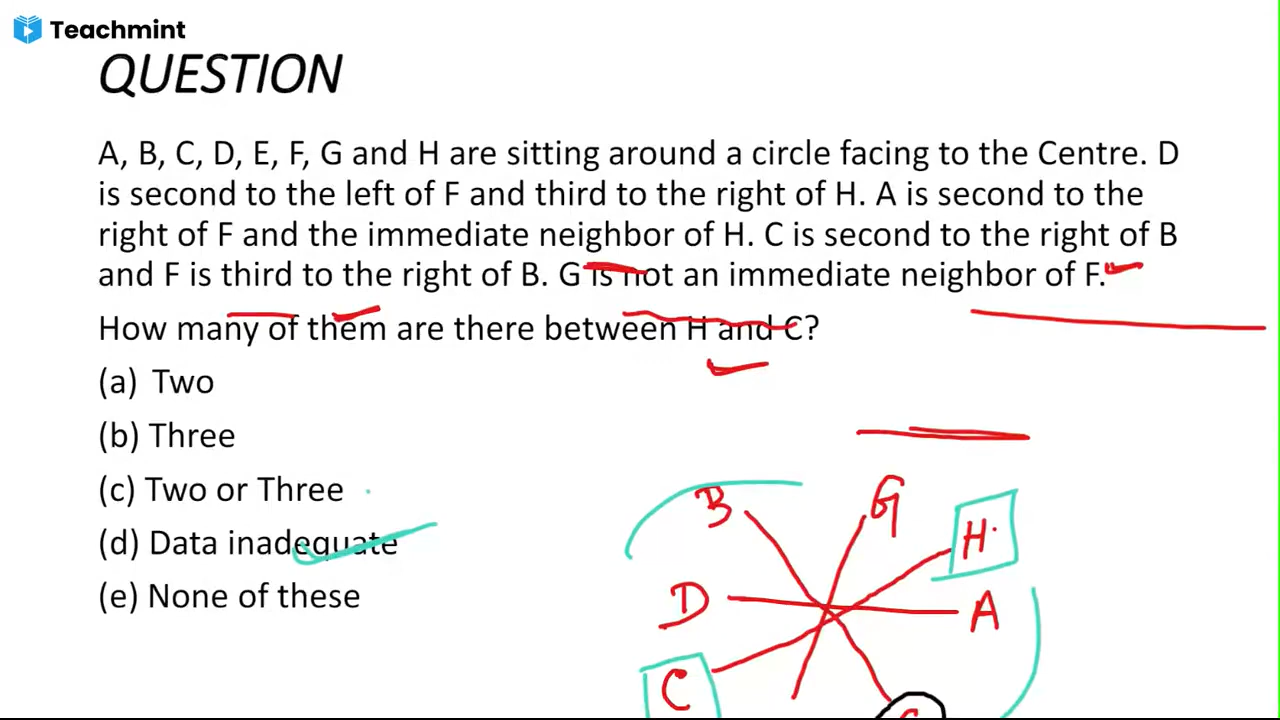 Teachmint
QUESTION
A, B, C, D, E, F, G and H are sitting around a circle facing to the Centre. D
is second to the left of F and third to the right of H. A is second to the
right of F and the immediate neighbor of H. C is second to the right of B
and F is third to the right of B. G is not an immediate neighbor of F.
How many of them are there between H and C?
(a) Two
(b) Three
(c) Two or Three
(d) Data inadequate
(e) None of these
B G
H
D A
C